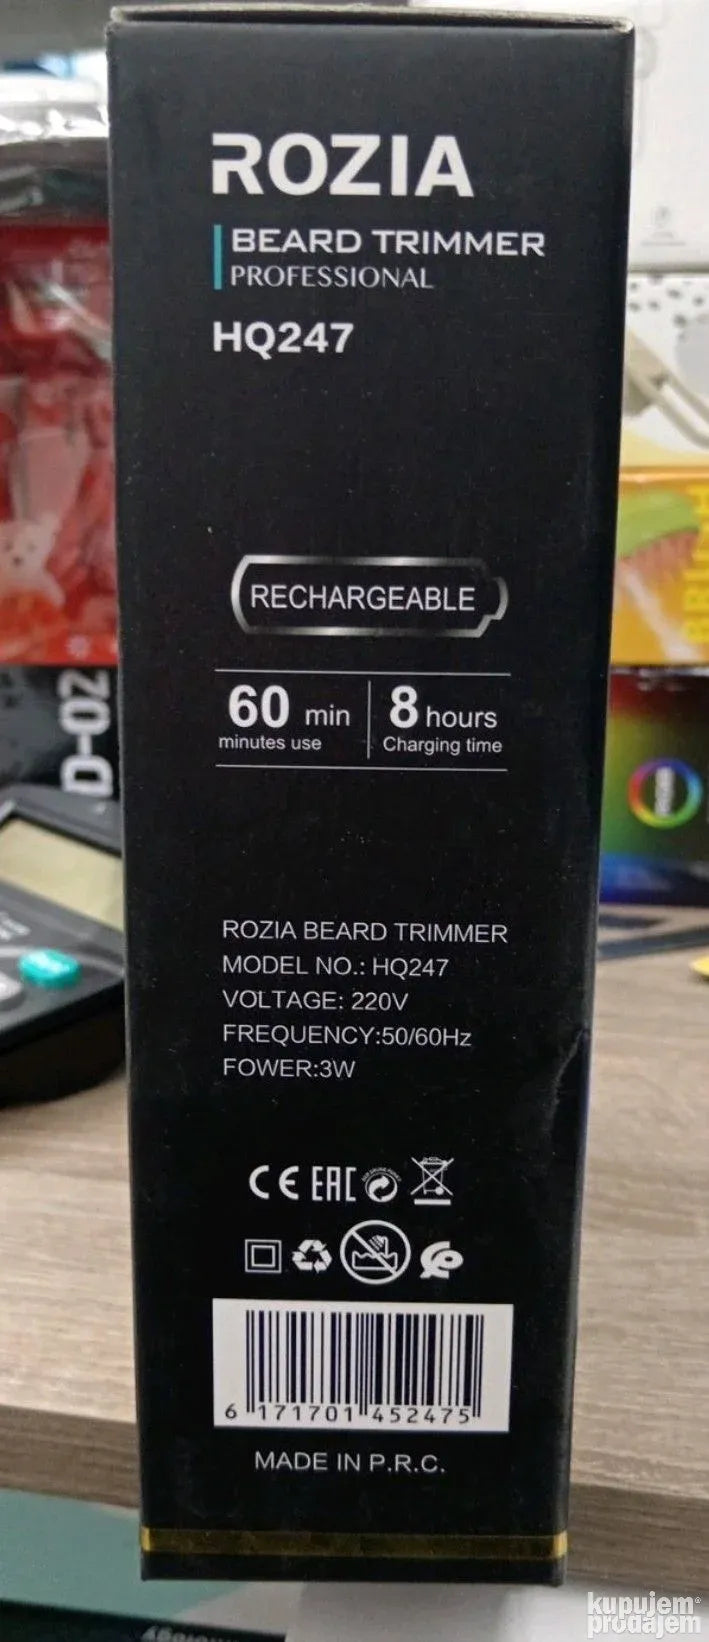 ROZIA
BEARD TRIMMER
PROFESSIONAL
HQ247
RECHARGEABLE
60 min
minutes use
8 hours
Charging time
D-02
ROZIA BEARD TRIMMER
MODEL NO.: HQ247
VOLTAGE: 220V
FREQUENCY:50/60Hz
FOWER:3W
CE EAC
6 171701 452475
MADE IN P.R.C.
kupujem
prodajem